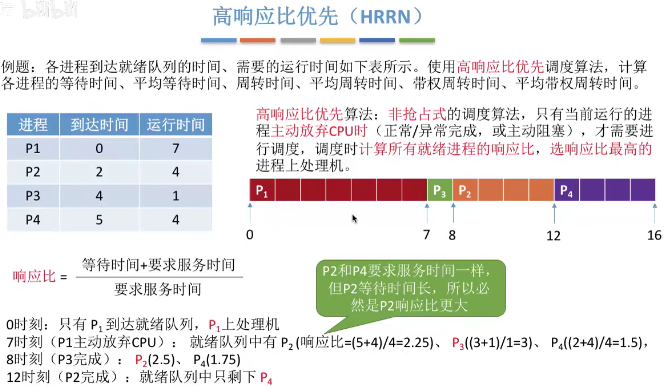 高响应比优先（HRRN）
例题：各进程到达就绪队列的时间、需要的运行时间如下表所示。使用高响应比优先调度算法，计算
各进程的等待时间、平均等待时间、周转时间、平均周转时间、带权周转时间、平均带权周转时间。
进程 到达时间 运行时间
P1 0 7
P2 2 4
P3 4 1
P4 5 4
高响应比优先算法：非抢占式的调度算法，只有当前运行的进
程主动放弃CPU时（正常/异常完成，或主动阻塞），才需要进
行调度，调度时计算所有就绪进程的响应比，选响应比最高的
进程上处理机。
P1 P3 P2 P4
0 7 8 12 16
响应比 = 等待时间+要求服务时间
要求服务时间
P2和P4要求服务时间一样，
但P2等待时间长，所以必
然是P2响应比更大
0时刻：只有 P1 到达就绪队列，P1上处理机
7时刻（P1主动放弃CPU）： 就绪队列中有 P2 (响应比=(5+4)/4=2.25)、 P3((3+1)/1=3)、 P4((2+4)/4=1.5)，
8时刻（P3完成）： P2(2.5)、 P4(1.75)
12时刻（P2完成）：就绪队列中只剩下 P4